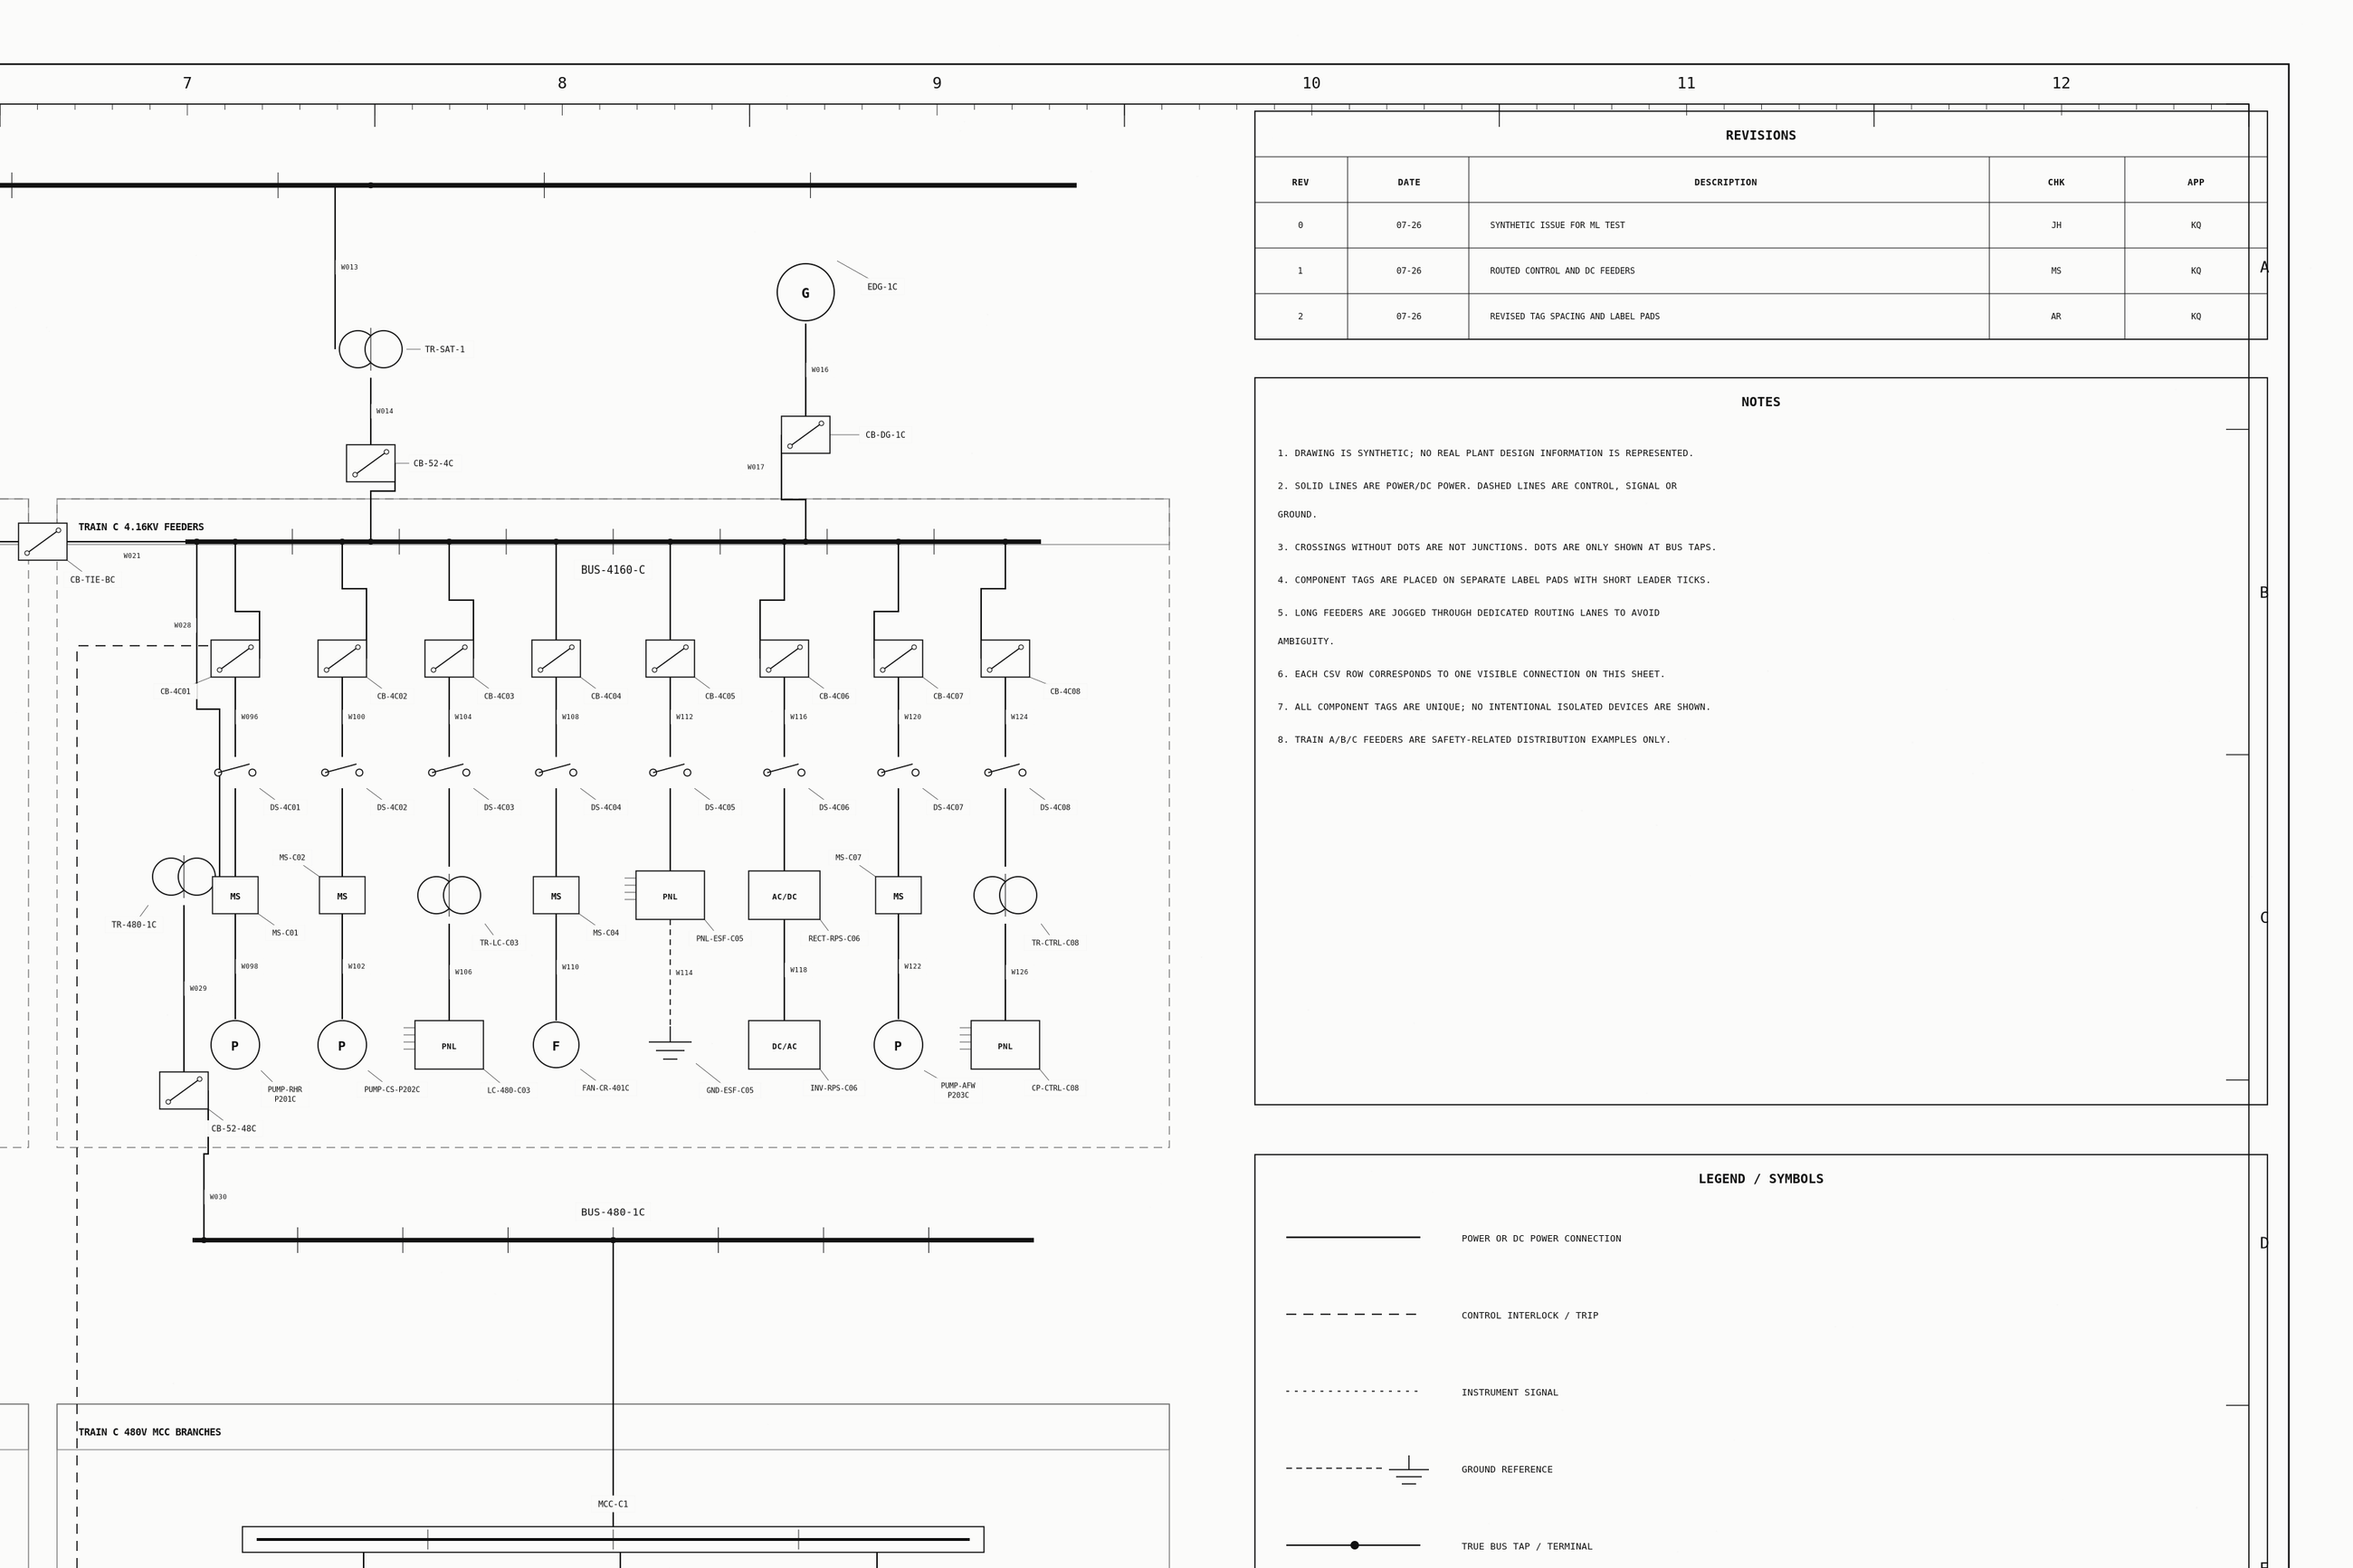 7
8
9
10
11
12
REVISIONS
REV
DATE
DESCRIPTION
CHK
APP
0
07-26
SYNTHETIC ISSUE FOR ML TEST
JH
KQ
1
07-26
ROUTED CONTROL AND DC FEEDERS
MS
KQ
A
2
07-26
REVISED TAG SPACING AND LABEL PADS
AR
KQ
W013
G
EDG-1C
TR-SAT-1
W016
W014
CB-DG-1C
CB-52-4C
W017
NOTES
1. DRAWING IS SYNTHETIC; NO REAL PLANT DESIGN INFORMATION IS REPRESENTED.
2. SOLID LINES ARE POWER/DC POWER. DASHED LINES ARE CONTROL, SIGNAL OR
GROUND.
3. CROSSINGS WITHOUT DOTS ARE NOT JUNCTIONS. DOTS ARE ONLY SHOWN AT BUS TAPS.
4. COMPONENT TAGS ARE PLACED ON SEPARATE LABEL PADS WITH SHORT LEADER TICKS.
5. LONG FEEDERS ARE JOGGED THROUGH DEDICATED ROUTING LANES TO AVOID
AMBIGUITY.
6. EACH CSV ROW CORRESPONDS TO ONE VISIBLE CONNECTION ON THIS SHEET.
7. ALL COMPONENT TAGS ARE UNIQUE; NO INTENTIONAL ISOLATED DEVICES ARE SHOWN.
8. TRAIN A/B/C FEEDERS ARE SAFETY-RELATED DISTRIBUTION EXAMPLES ONLY.
B
C
TRAIN C 4.16KV FEEDERS
W021
CB-TIE-BC
BUS-4160-C
W028
CB-4C01
CB-4C02
CB-4C03
CB-4C04
CB-4C05
CB-4C06
CB-4C07
CB-4C08
W096
W100
W104
W108
W112
W116
W120
W124
DS-4C01
DS-4C02
DS-4C03
DS-4C04
DS-4C05
DS-4C06
DS-4C07
DS-4C08
MS-C02
MS-C07
MS
MS
MS
PNL
AC/DC
MS
TR-480-1C
MS-C01
TR-LC-C03
MS-C04
PNL-ESF-C05
RECT-RPS-C06
TR-CTRL-C08
W029
W098
W102
W106
W110
W114
W118
W122
W126
P
P
PNL
F
DC/AC
P
PNL
PUMP-RHR
P201C
PUMP-CS-P202C
LC-480-C03
FAN-CR-401C
GND-ESF-C05
INV-RPS-C06
PUMP-AFW
P203C
CP-CTRL-C08
CB-52-48C
W030
BUS-480-1C
TRAIN C 480V MCC BRANCHES
MCC-C1
LEGEND / SYMBOLS
POWER OR DC POWER CONNECTION
D
CONTROL INTERLOCK / TRIP
INSTRUMENT SIGNAL
GROUND REFERENCE
TRUE BUS TAP / TERMINAL